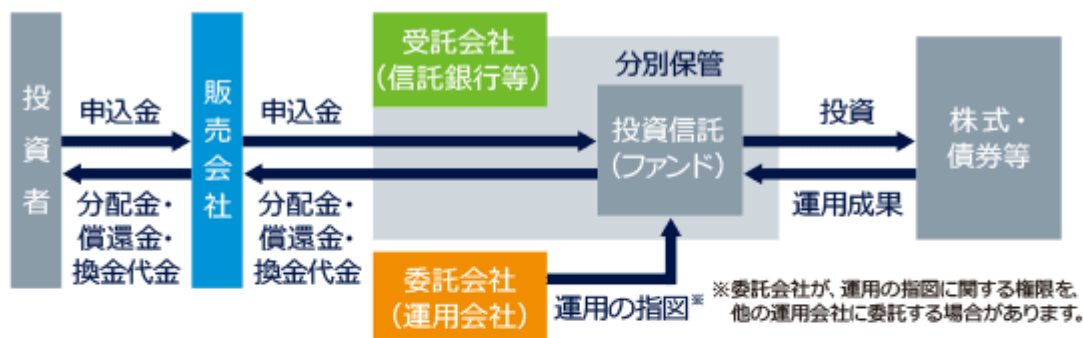 投資者
申込金
分配金・
償還金・
換金代金
販売会社
申込金
分配金・
償還金・
換金代金
受託会社
（信託銀行等）
分別保管
投資信託
（ファンド）
委託会社
（運用会社）
運用の指図※
投資
運用成果
株式・
債券等
※委託会社が、運用の指図に関する権限を、
他の運用会社に委託する場合があります。